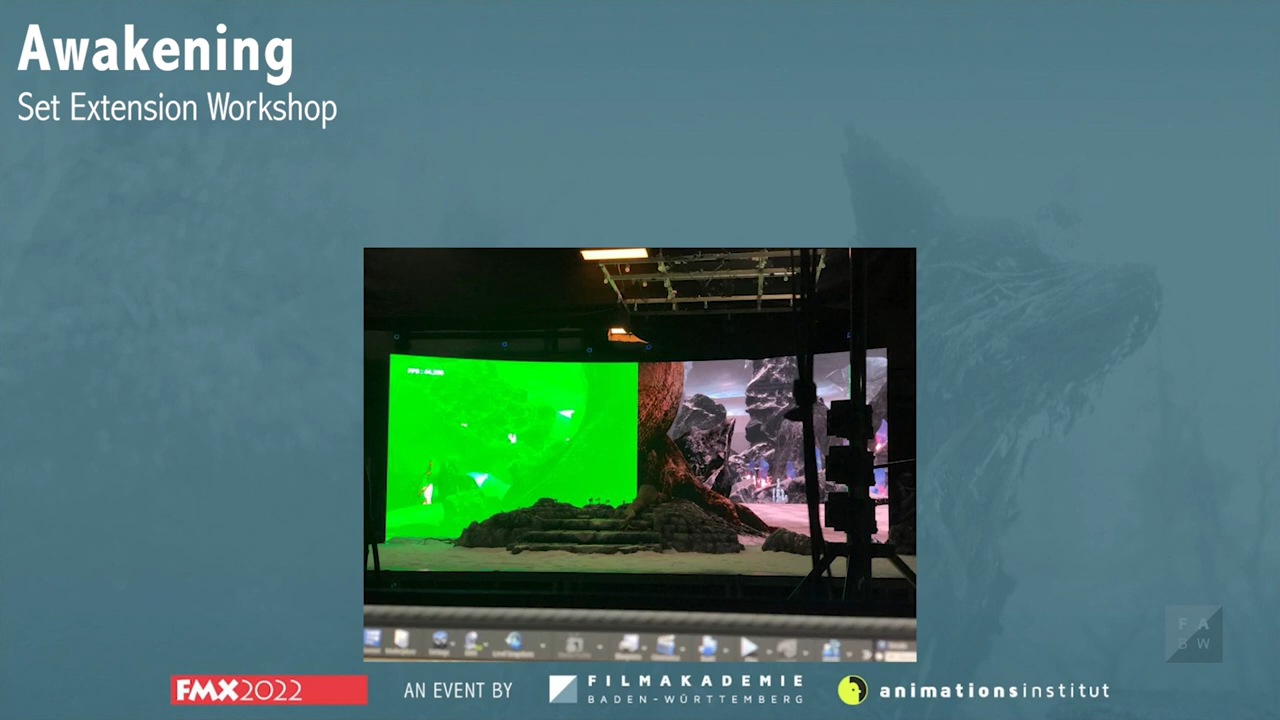 Awakening
Set Extension Workshop
FMX2022
AN EVENT BY
FILMAKADEMIE
BADEN-WÜRTTEMBERG
animationsinstitut
F A
B W